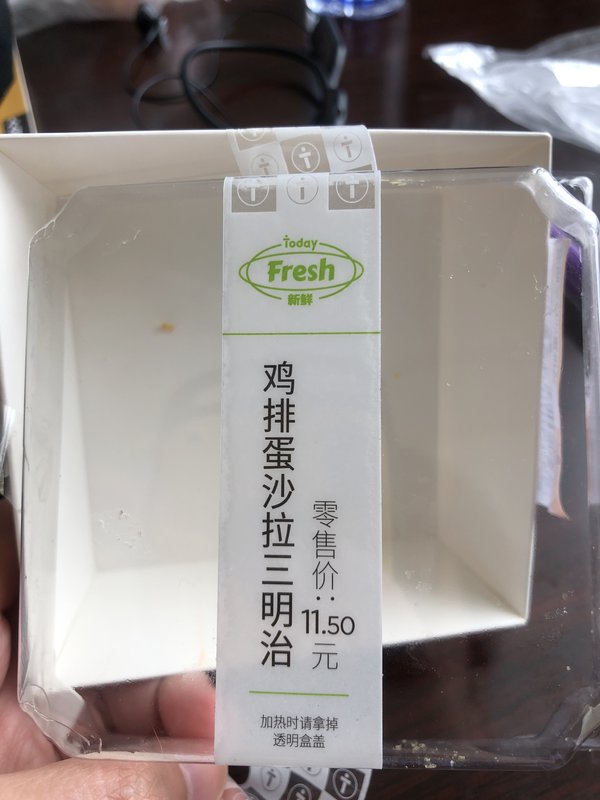 Today
Fresh
新鲜
鸡排蛋沙拉三明治
零售价:11.50元
加热时请拿掉
透明盒盖